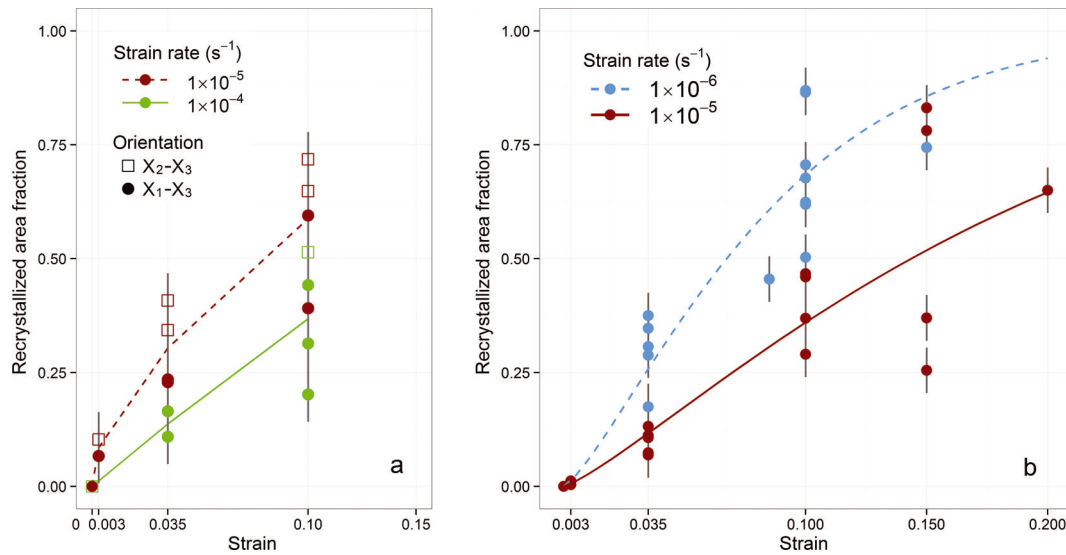 1.00
0.75
0.50
0.25
0.00
Recrystallized area fraction
Strain rate (s⁻¹)
1×10⁻⁵
1×10⁻⁴
Orientation
X₂-X₃
X₁-X₃
a
0 0.003 0.035 0.10 0.15
Strain
1.00
0.75
0.50
0.25
0.00
Recrystallized area fraction
Strain rate (s⁻¹)
1×10⁻⁶
1×10⁻⁵
b
0.003 0.035 0.100 0.150 0.200
Strain